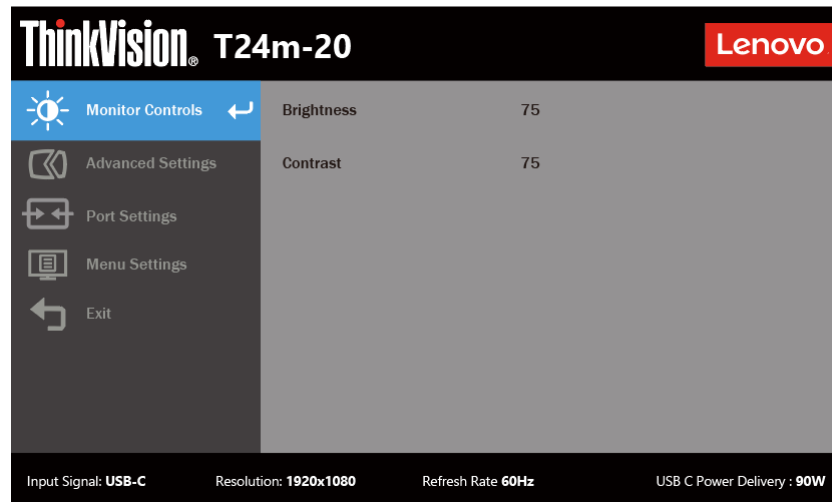 ThinkVision® T24m-20
Lenovo
Monitor Controls
Brightness 75
Advanced Settings
Contrast 75
Port Settings
Menu Settings
Exit
Input Signal: USB-C Resolution: 1920x1080 Refresh Rate 60Hz USB C Power Delivery : 90W